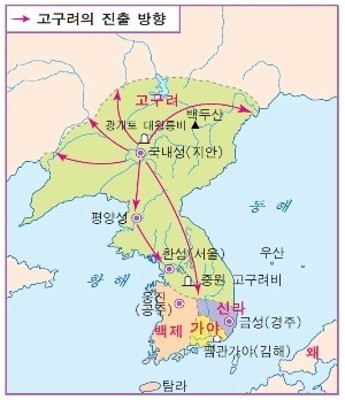 고구려의 진출 방향
고구려
백두산
광개토 대왕릉비
국내성(지안)
동해
평양성
한성(서울)
우산
황해
중원 고구려비
웅진
(공주)
신라
금성(경주)
백제
가야
금관가야(김해)
왜
탐라